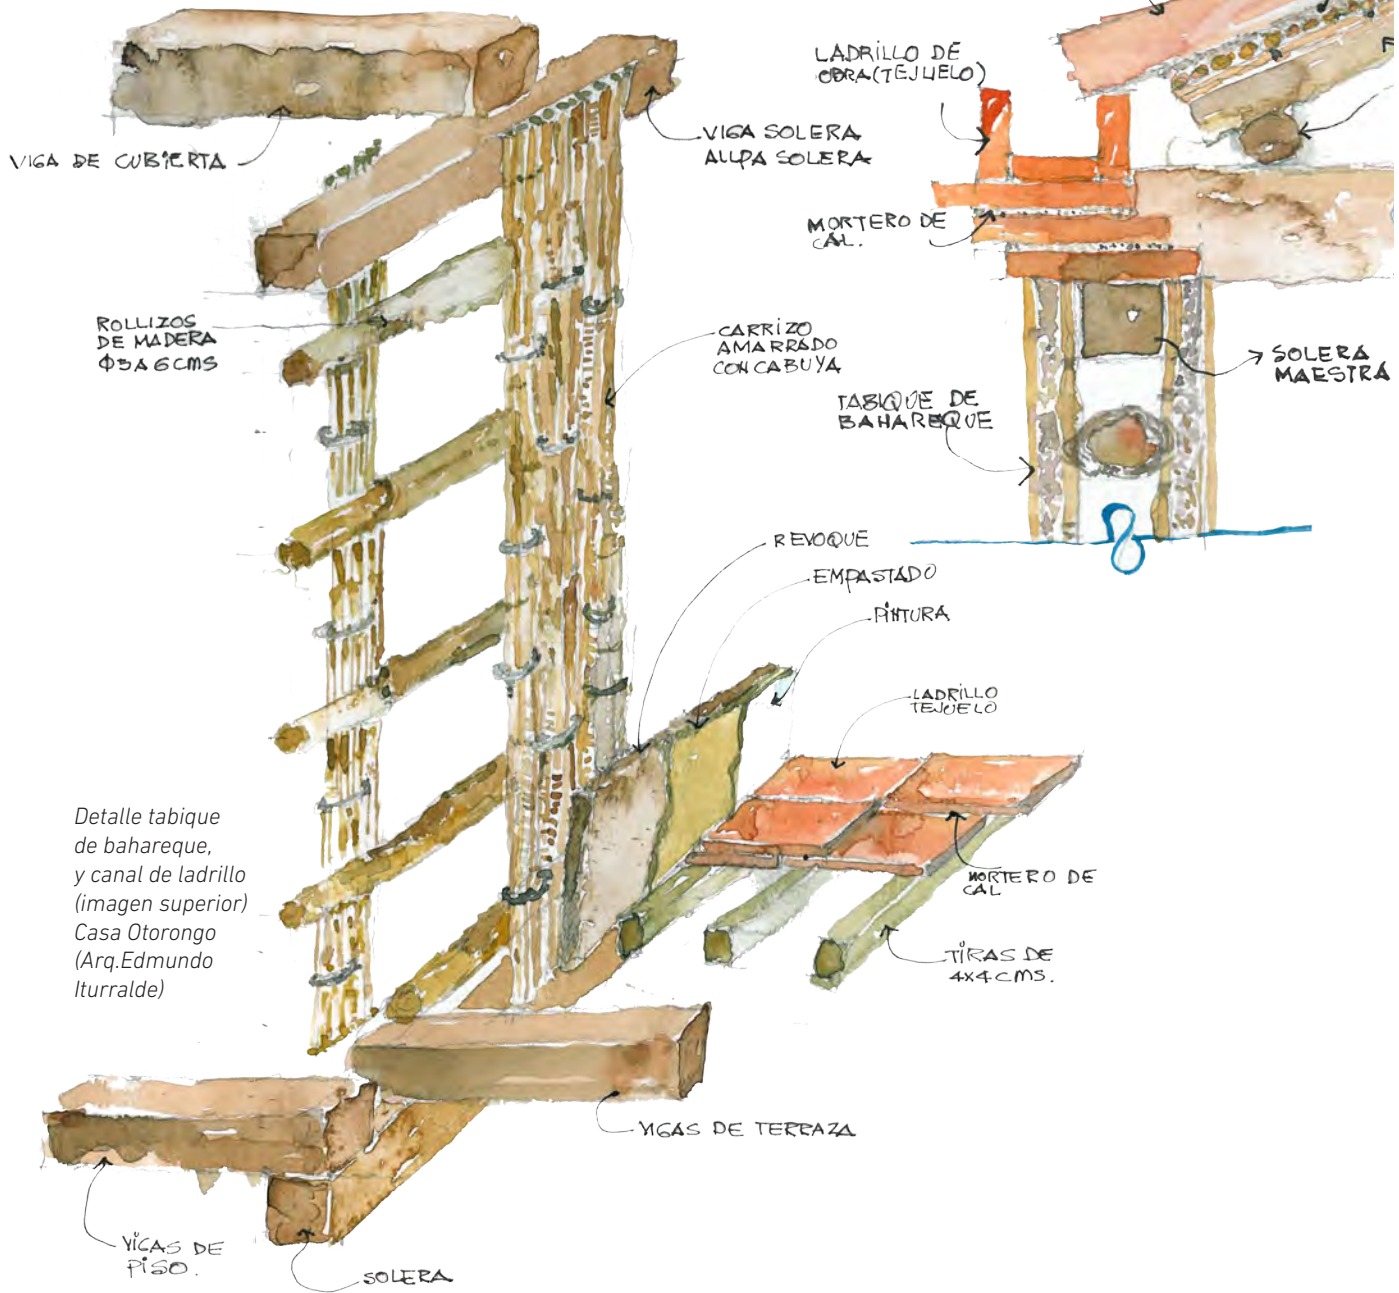 LADRILLO DE
OBRA (TEJUELO)
VIGA DE CUBIERTA
VIGA SOLERA
ALLPA SOLERA
MORTERO DE
CAL.
ROLLIZOS
DE MADERA
Φ5A6CMS
CARRIZO
AMARRADO
CON CABUYA
SOLERA
MAESTRA
TABIQUE DE
BAHAREQUE
REVOQUE
EMPASTADO
PINTURA
LADRILLO
TEJUELO
Detalle tabique
de bahareque,
y canal de ladrillo
(imagen superior)
Casa Otorongo
(Arq.Edmundo
Iturralde)
MORTERO DE
CAL
TIRAS DE
4x4 CMS.
VIGAS DE TERRAZA
VIGAS DE
PISO.
SOLERA